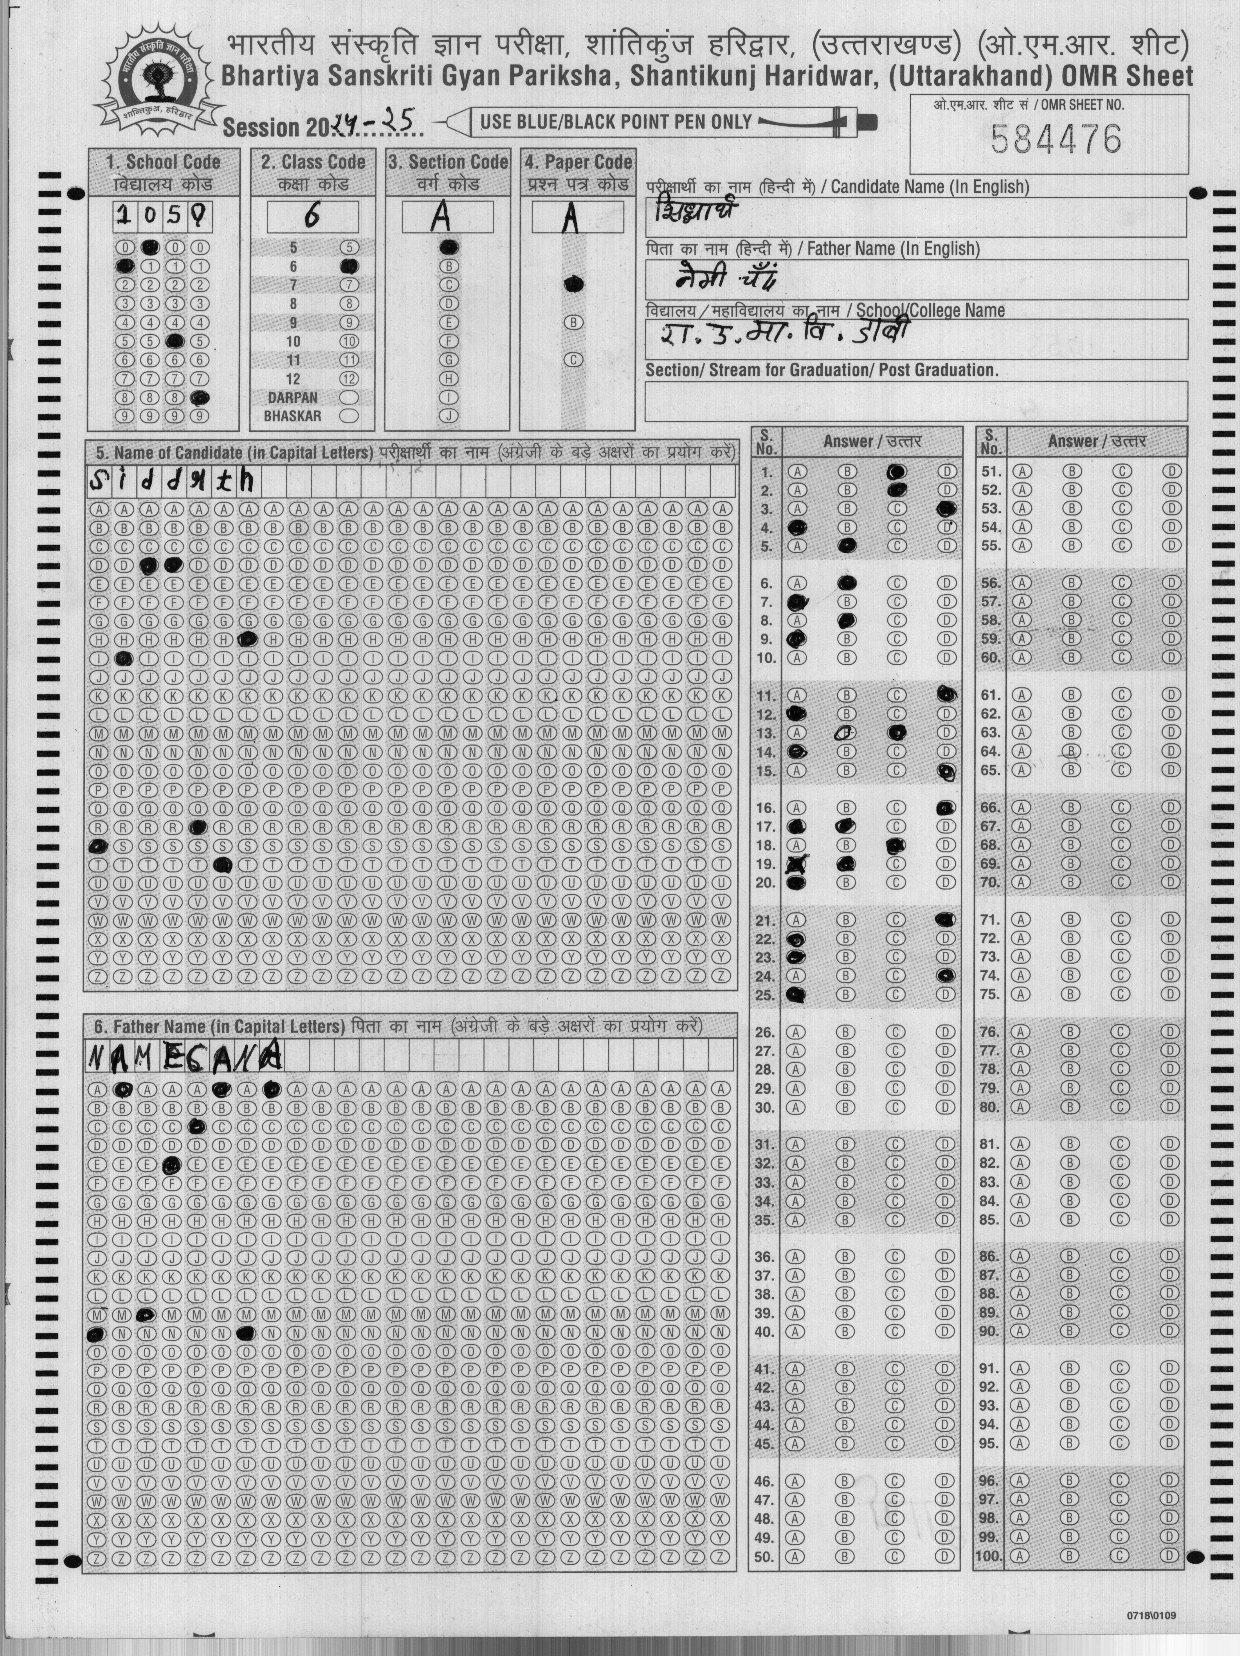 भारतीय संस्कृति ज्ञान परीक्षा, शांतिकुंज हरिद्वार, (उत्तराखण्ड) (ओ.एम.आर. शीट)
Bhartiya Sanskriti Gyan Pariksha, Shantikunj Haridwar, (Uttarakhand) OMR Sheet
Session 2024-25
USE BLUE/BLACK POINT PEN ONLY
ओ.एम.आर. शीट सं / OMR SHEET NO.
584476
1. School Code
विद्यालय कोड
1 0 5 8
2. Class Code
कक्षा कोड
6
5
6
7
8
9
10
11
12
DARPAN
BHASKAR
3. Section Code
वर्ग कोड
A
4. Paper Code
प्रश्न पत्र कोड
A
परीक्षार्थी का नाम (हिन्दी में) / Candidate Name (In English)
सिध्दार्थ
पिता का नाम (हिन्दी में) / Father Name (In English)
नेमी चाँद
विद्यालय / महाविद्यालय का नाम / School/College Name
रा.उ.मा.वि. डाबी
Section/ Stream for Graduation/ Post Graduation.
5. Name of Candidate (in Capital Letters) परीक्षार्थी का नाम (अंग्रेजी के बड़े अक्षरों का प्रयोग करें)
S i d d r t h
6. Father Name (in Capital Letters) पिता का नाम (अंग्रेजी के बड़े अक्षरों का प्रयोग करें)
N A M E C A N A
S. No. Answer / उत्तर
S. No. Answer / उत्तर
0718\0109